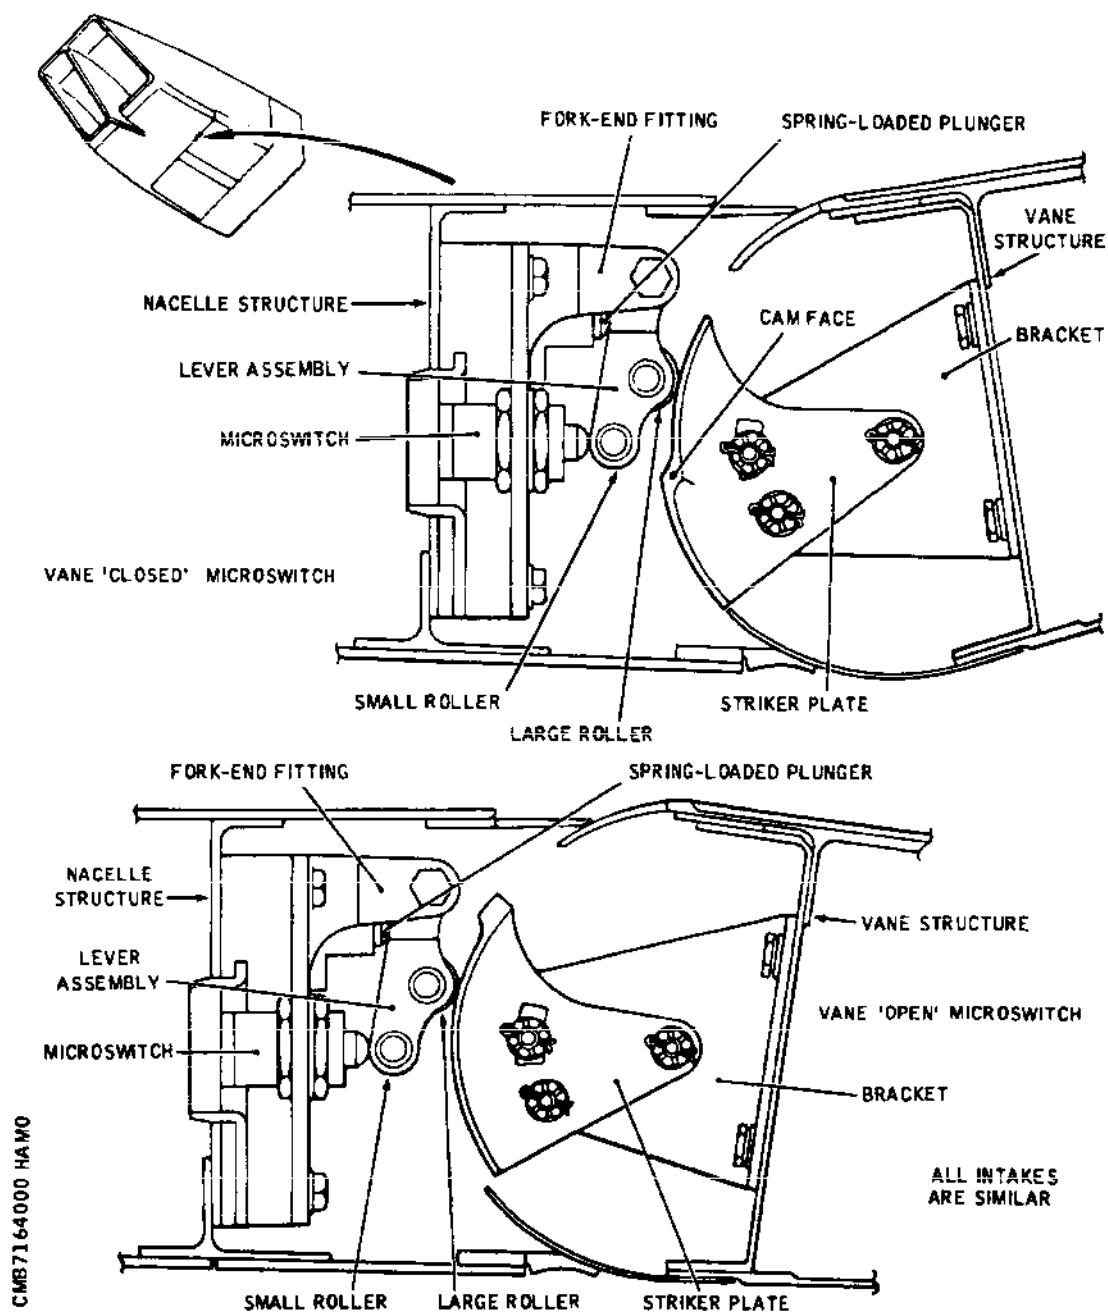 FORK-END FITTING
SPRING-LOADED PLUNGER
VANE
STRUCTURE
NACELLE STRUCTURE
CAM FACE
BRACKET
LEVER ASSEMBLY
MICROSWITCH
VANE 'CLOSED' MICROSWITCH
SMALL ROLLER
STRIKER PLATE
LARGE ROLLER
FORK-END FITTING
SPRING-LOADED PLUNGER
NACELLE
STRUCTURE
VANE STRUCTURE
LEVER
ASSEMBLY
VANE 'OPEN' MICROSWITCH
MICROSWITCH
BRACKET
ALL INTAKES
ARE SIMILAR
SMALL ROLLER
LARGE ROLLER
STRIKER PLATE
CMB7164000 HAMO